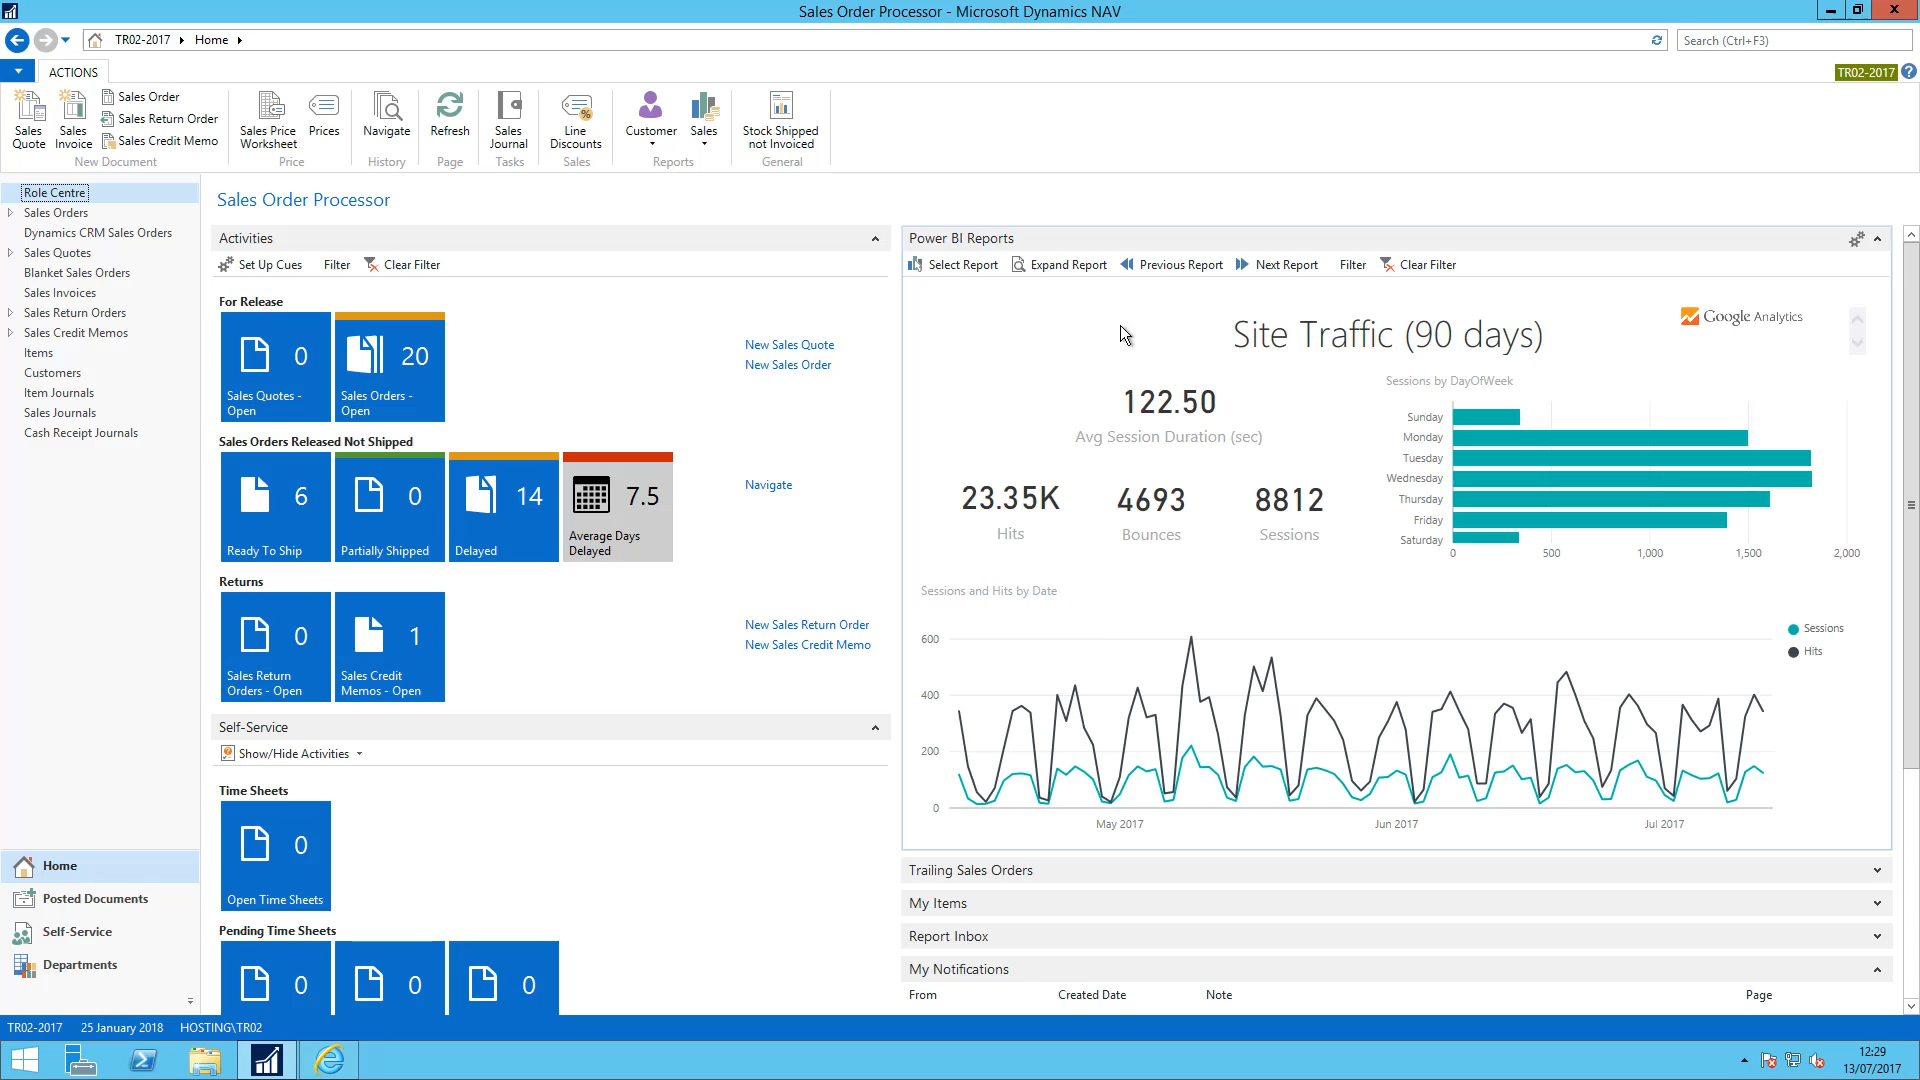 Sales Order Processor - Microsoft Dynamics NAV
TR02-2017
Home
Search (Ctrl+F3)
ACTIONS
TR02-2017
Sales Quote
Sales Invoice
Sales Order
Sales Return Order
Sales Credit Memo
New Document
Sales Price Worksheet
Prices
Price
Navigate
History
Refresh
Page
Sales Journal
Tasks
Line Discounts
Sales
Customer
Sales
Reports
Stock Shipped not Invoiced
General
Role Centre
Sales Orders
Dynamics CRM Sales Orders
Sales Quotes
Blanket Sales Orders
Sales Invoices
Sales Return Orders
Sales Credit Memos
Items
Customers
Item Journals
Sales Journals
Cash Receipt Journals
Home
Posted Documents
Self-Service
Departments
Sales Order Processor
Activities
Set Up Cues
Filter
Clear Filter
For Release
0
Sales Quotes - Open
20
Sales Orders - Open
New Sales Quote
New Sales Order
Sales Orders Released Not Shipped
6
Ready To Ship
0
Partially Shipped
14
Delayed
7.5
Average Days Delayed
Navigate
Returns
0
Sales Return Orders - Open
1
Sales Credit Memos - Open
New Sales Return Order
New Sales Credit Memo
Self-Service
Show/Hide Activities
Time Sheets
0
Open Time Sheets
Pending Time Sheets
0
0
0
Power BI Reports
Select Report
Expand Report
Previous Report
Next Report
Filter
Clear Filter
Site Traffic (90 days)
Google Analytics
122.50
Avg Session Duration (sec)
23.35K
Hits
4693
Bounces
8812
Sessions
Sessions by DayOfWeek
Sunday
Monday
Tuesday
Wednesday
Thursday
Friday
Saturday
0
500
1,000
1,500
2,000
Sessions and Hits by Date
600
400
200
0
May 2017
Jun 2017
Jul 2017
Sessions
Hits
Trailing Sales Orders
My Items
Report Inbox
My Notifications
From
Created Date
Note
Page
TR02-2017
25 January 2018
HOSTING\TR02
12:29
13/07/2017